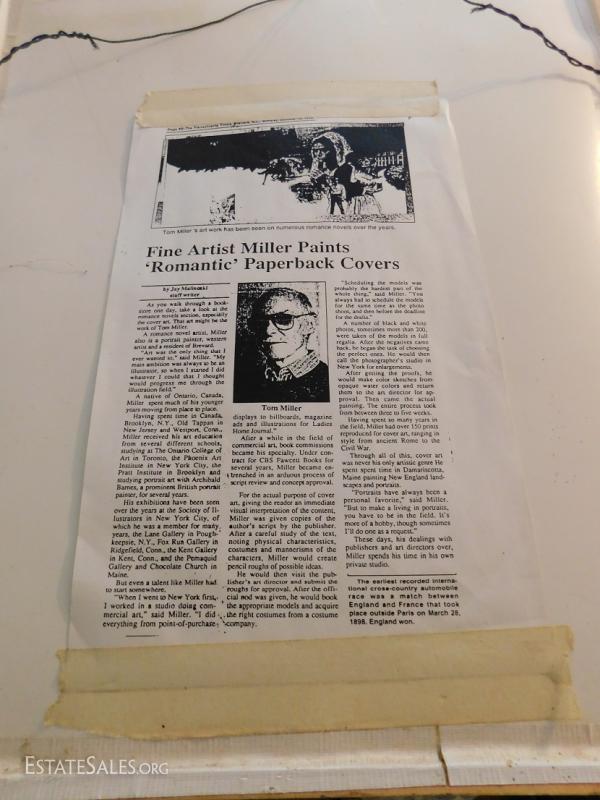 Tom Miller's art work has been seen on numerous romance novels over the years.
Fine Artist Miller Paints
'Romantic' Paperback Covers
by Jay Malinoski
staff writer
As you walk through a book-
store one day, take a look at the
romance novels section, especially
the cover art. That art might be the
work of Tom Miller.
A romance novel artist, Miller
also is a portrait painter, western
artist and a resident of Brevard.
"Art was the only thing that I
ever wanted to," said Miller. "My
main ambition was always to be an
illustrator, so when I started I did
whatever I could that I thought
would progress me through the
illustration field."
A native of Ontario, Canada,
Miller spent much of his younger
years moving from place to place.
Having spent time in Canada,
Brooklyn, N.Y., Old Tappan in
New Jersey and Westport, Conn.,
Miller received his art education
from several different schools,
studying at The Ontario College of
Art in Toronto, the Phoenix Art
Institute in New York City, the
Pratt Institute in Brooklyn and
studying portrait art with Archibald
Barnes, a prominent British portrait
painter, for several years.
His exhibitions have been seen
over the years at the Society of Il-
lustrators in New York City, of
which he was a member for many
years, the Lane Gallery in Pough-
keepsie, N.Y., Fox Run Gallery in
Ridgefield, Conn., the Kent Gallery
in Kent, Conn., and the Pemaquid
Gallery and Chocolate Church in
Maine.
But even a talent like Miller had
to start somewhere.
"When I went to New York first,
I worked in a studio doing com-
mercial art," said Miller. "I did
everything from point-of-purchase
Tom Miller
displays to billboards, magazine
ads and illustrations for Ladies
Home Journal."
After a while in the field of
commercial art, book commissions
became his specialty. Under con-
tract for CBS Fawcett Books for
several years, Miller became en-
trenched in an arduous process of
script review and concept approval.
For the actual purpose of cover
art, giving the reader an immediate
visual interpretation of the content,
Miller was given copies of the
author's script by the publisher.
After a careful study of the text,
noting physical characteristics,
costumes and mannerisms of the
characters, Miller would create
pencil roughs of possible ideas.
He would then visit the pub-
lisher's art director and submit the
roughs for approval. After the offi-
cial nod was given, he would book
the appropriate models and acquire
the right costumes from a costume
company.
"Scheduling the models was
probably the hardest part of the
whole thing," said Miller. "You
always had to schedule the models
for the same time as the photo
shoot, and then before the deadline
for the drafts."
A number of black and white
photos, sometimes more than 200,
were taken of the models in full
regalia. After the negatives came
back, he began the task of choosing
the perfect ones. He would then
call the photographer's studio in
New York for enlargements.
After getting the proofs, he
would make color sketches from
opaque water colors and return
them to the art director for ap-
proval. Then came the actual
painting. The entire process took
from between three to five weeks.
Having spent so many years in
the field, Miller had over 150 prints
reproduced for cover art, ranging in
style from ancient Rome to the
Civil War.
Through all of this, cover art
was never his only artistic genre He
spent spent time in Damariscotta,
Maine painting New England land-
scapes and portraits.
"Portraits have always been a
personal favorite," said Miller.
"But to make a living in portraits,
you have to be in the field. It's
more of a hobby, though sometimes
I'll do one as a request."
These days, his dealings with
publishers and art directors over,
Miller spends his time in his own
private studio.
The earliest recorded interna-
tional cross-country automobile
race was a match between
England and France that took
place outside Paris on March 28,
1898. England won.
ESTATESALES.ORG